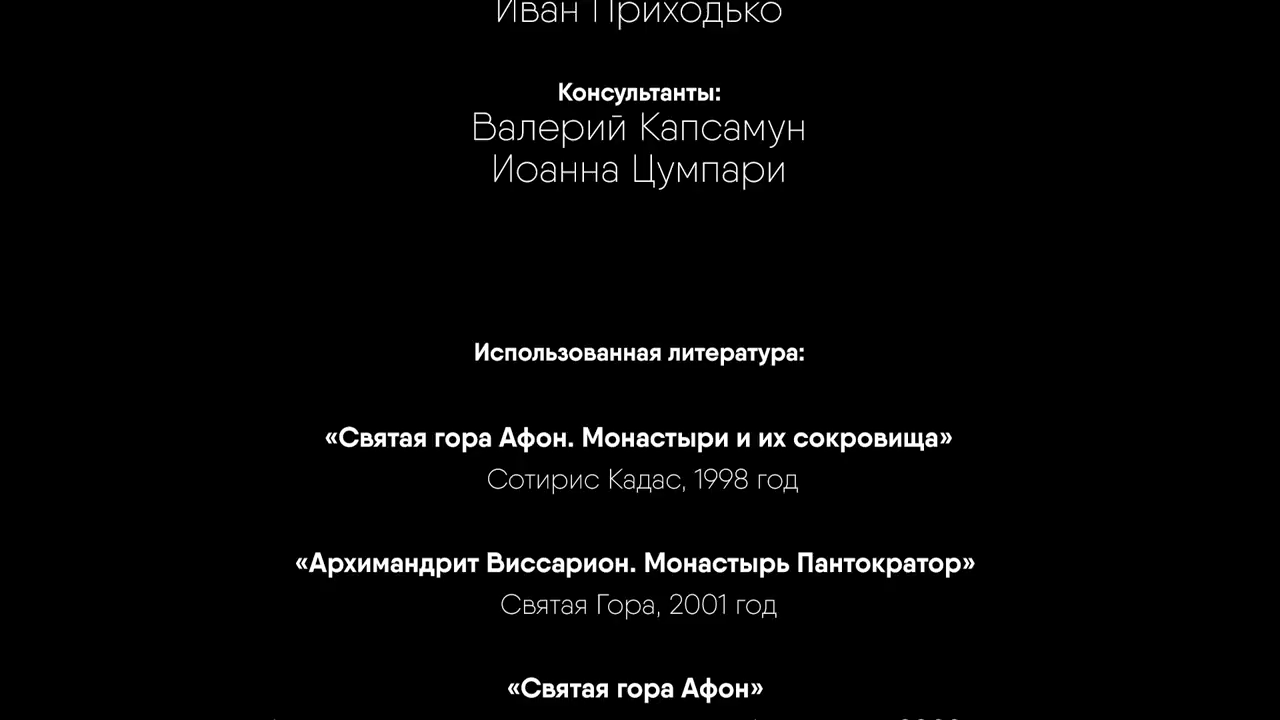 Иван Приходько
Консультанты:
Валерий Капсамун
Иоанна Цумпари
Использованная литература:
«Святая гора Афон. Монастыри и их сокровища»
Сотирис Кадас, 1998 год
«Архимандрит Виссарион. Монастырь Пантократор»
Святая Гора, 2001 год
«Святая гора Афон»